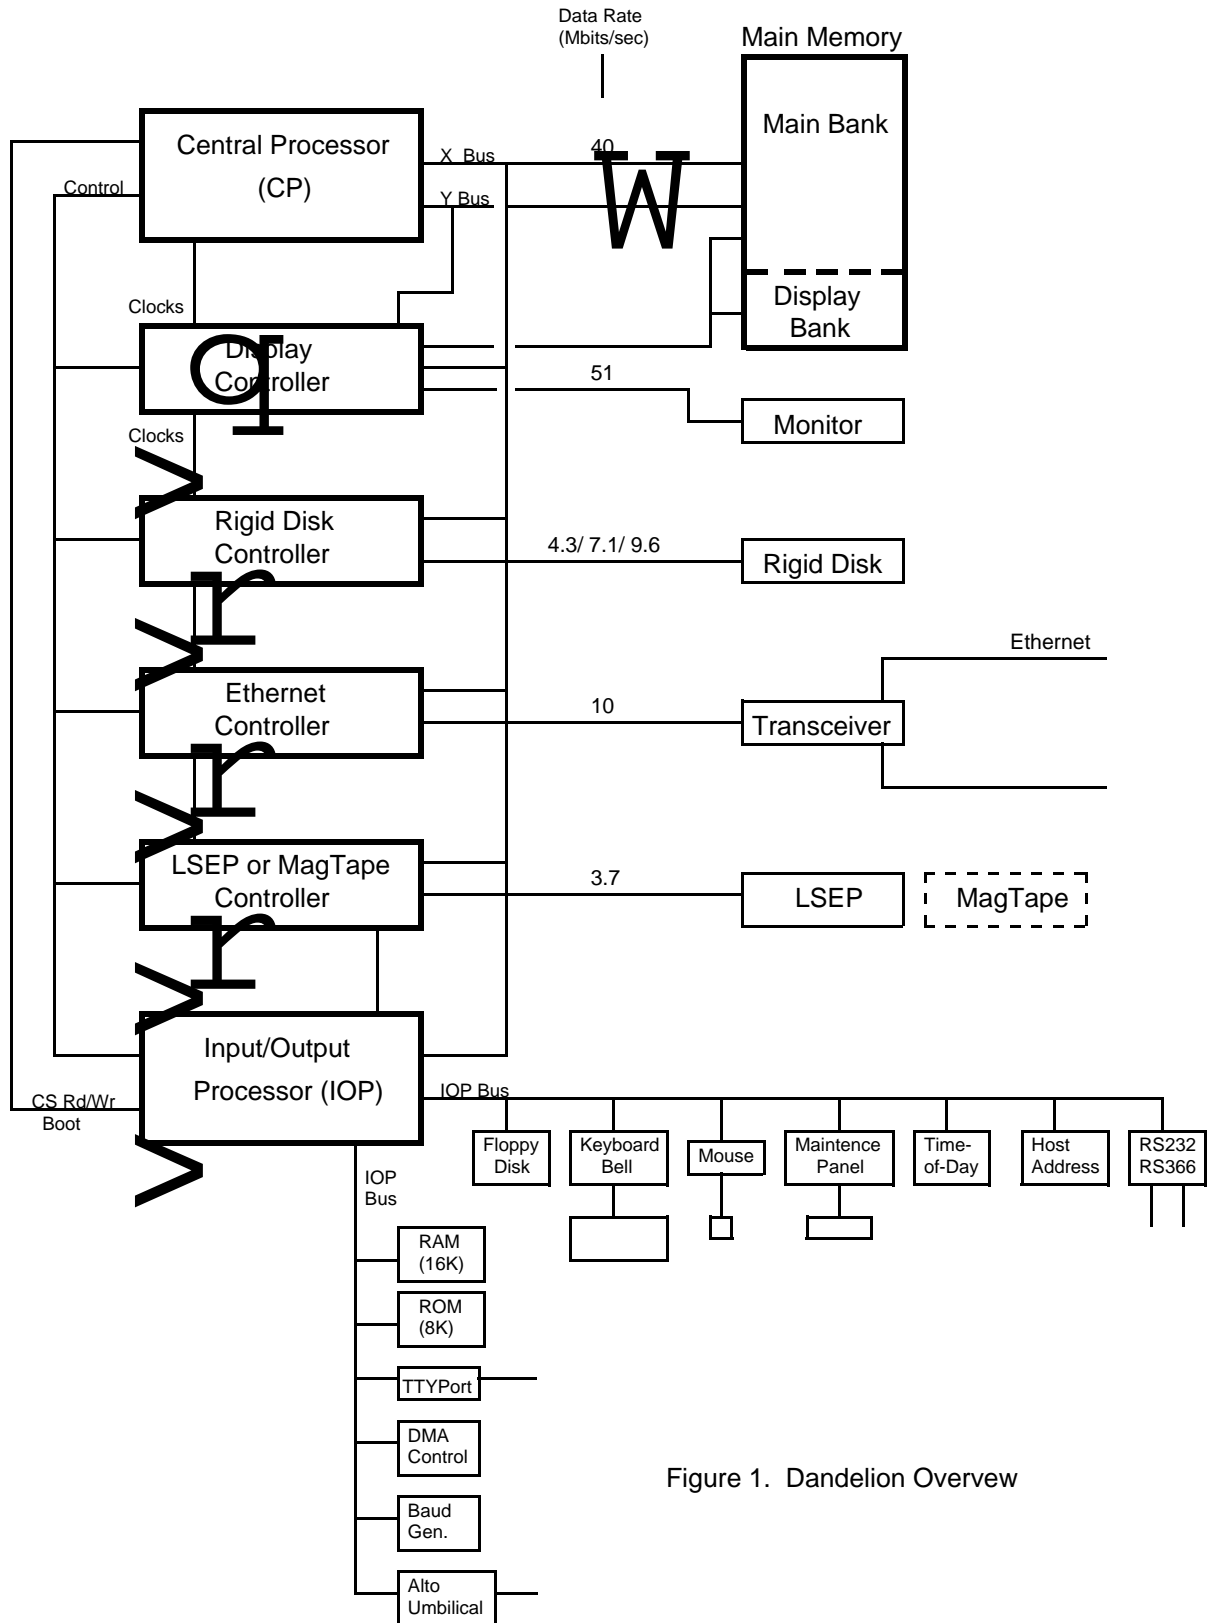 Data Rate
(Mbits/sec)
Main Memory
Main Bank
Central Processor
(CP)
X Bus
40
W
Control
Y Bus
Display
Bank
Clocks
Display
Controller
q
51
Monitor
Clocks
V
Rigid Disk
Controller
4.3/ 7.1/ 9.6
Rigid Disk
r
V
Ethernet
Ethernet
Controller
10
Transceiver
r
V
LSEP or MagTape
Controller
3.7
LSEP
MagTape
r
V
Input/Output
Processor (IOP)
IOP Bus
CS Rd/Wr
Boot
V
Floppy
Disk
Keyboard
Bell
Mouse
Maintence
Panel
Time-
of-Day
Host
Address
RS232
RS366
IOP
Bus
RAM
(16K)
ROM
(8K)
TTYPort
DMA
Control
Baud
Gen.
Alto
Umbilical
Figure 1.  Dandelion Overvew